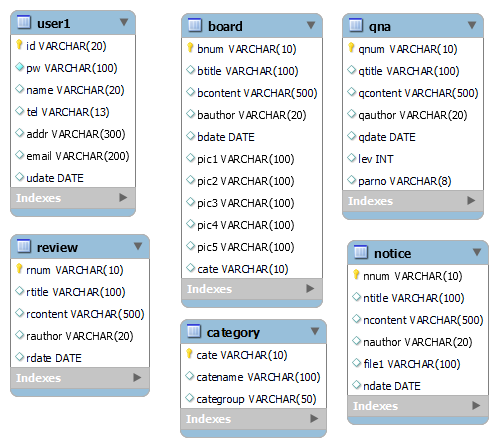 user1
id VARCHAR(20)
pw VARCHAR(100)
name VARCHAR(20)
tel VARCHAR(13)
addr VARCHAR(300)
email VARCHAR(200)
udate DATE
Indexes
board
bnum VARCHAR(10)
btitle VARCHAR(100)
bcontent VARCHAR(500)
bauthor VARCHAR(20)
bdate DATE
pic1 VARCHAR(100)
pic2 VARCHAR(100)
pic3 VARCHAR(100)
pic4 VARCHAR(100)
pic5 VARCHAR(100)
cate VARCHAR(10)
Indexes
qna
qnum VARCHAR(10)
qtitle VARCHAR(100)
qcontent VARCHAR(500)
qauthor VARCHAR(20)
qdate DATE
lev INT
parno VARCHAR(8)
Indexes
review
rnum VARCHAR(10)
rtitle VARCHAR(100)
rcontent VARCHAR(500)
rauthor VARCHAR(20)
rdate DATE
Indexes
category
cate VARCHAR(10)
catename VARCHAR(100)
categroup VARCHAR(50)
Indexes
notice
nnum VARCHAR(10)
ntitle VARCHAR(100)
ncontent VARCHAR(500)
nauthor VARCHAR(20)
file1 VARCHAR(100)
ndate DATE
Indexes